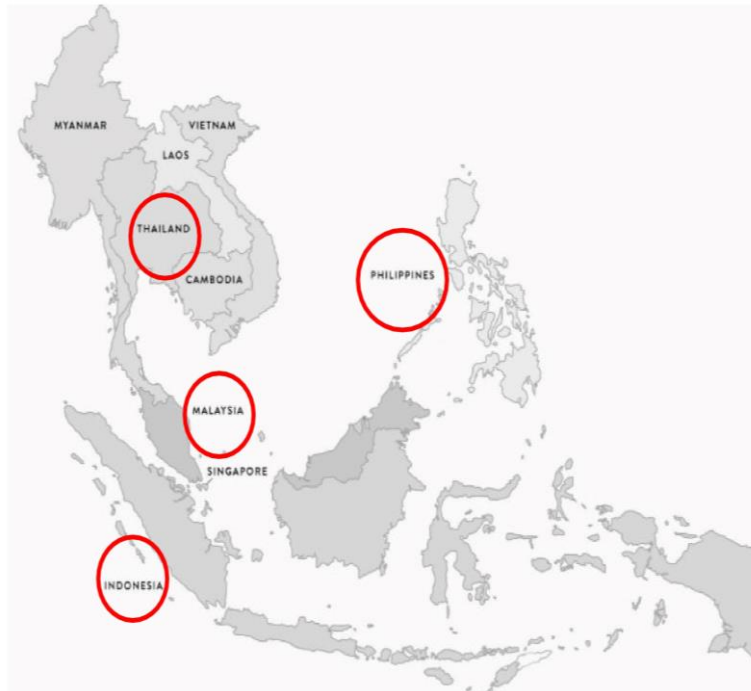 MYANMAR
VIETNAM
LAOS
THAILAND
CAMBODIA
PHILIPPINES
MALAYSIA
SINGAPORE
INDONESIA